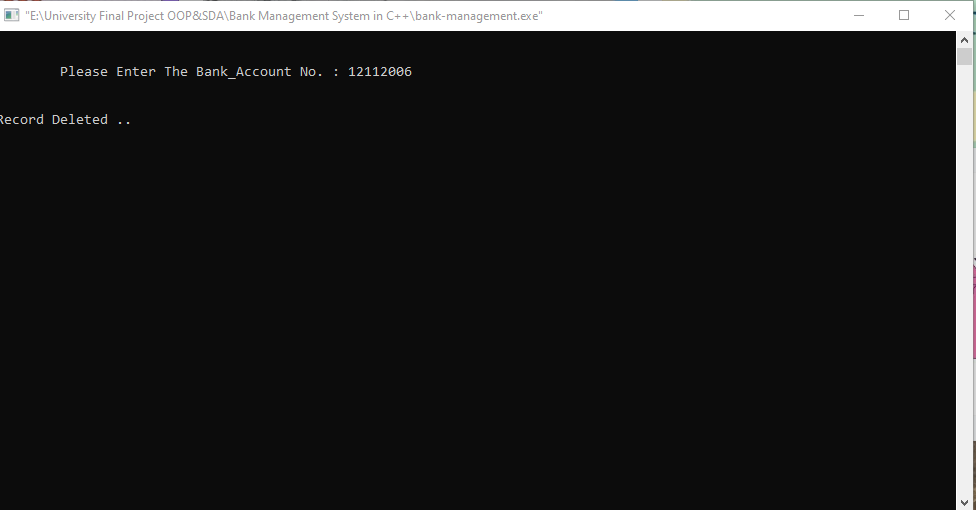 "E:\University Final Project OOP&SDA\Bank Management System in C++\bank-management.exe"
Please Enter The Bank_Account No. : 12112006
Record Deleted ..